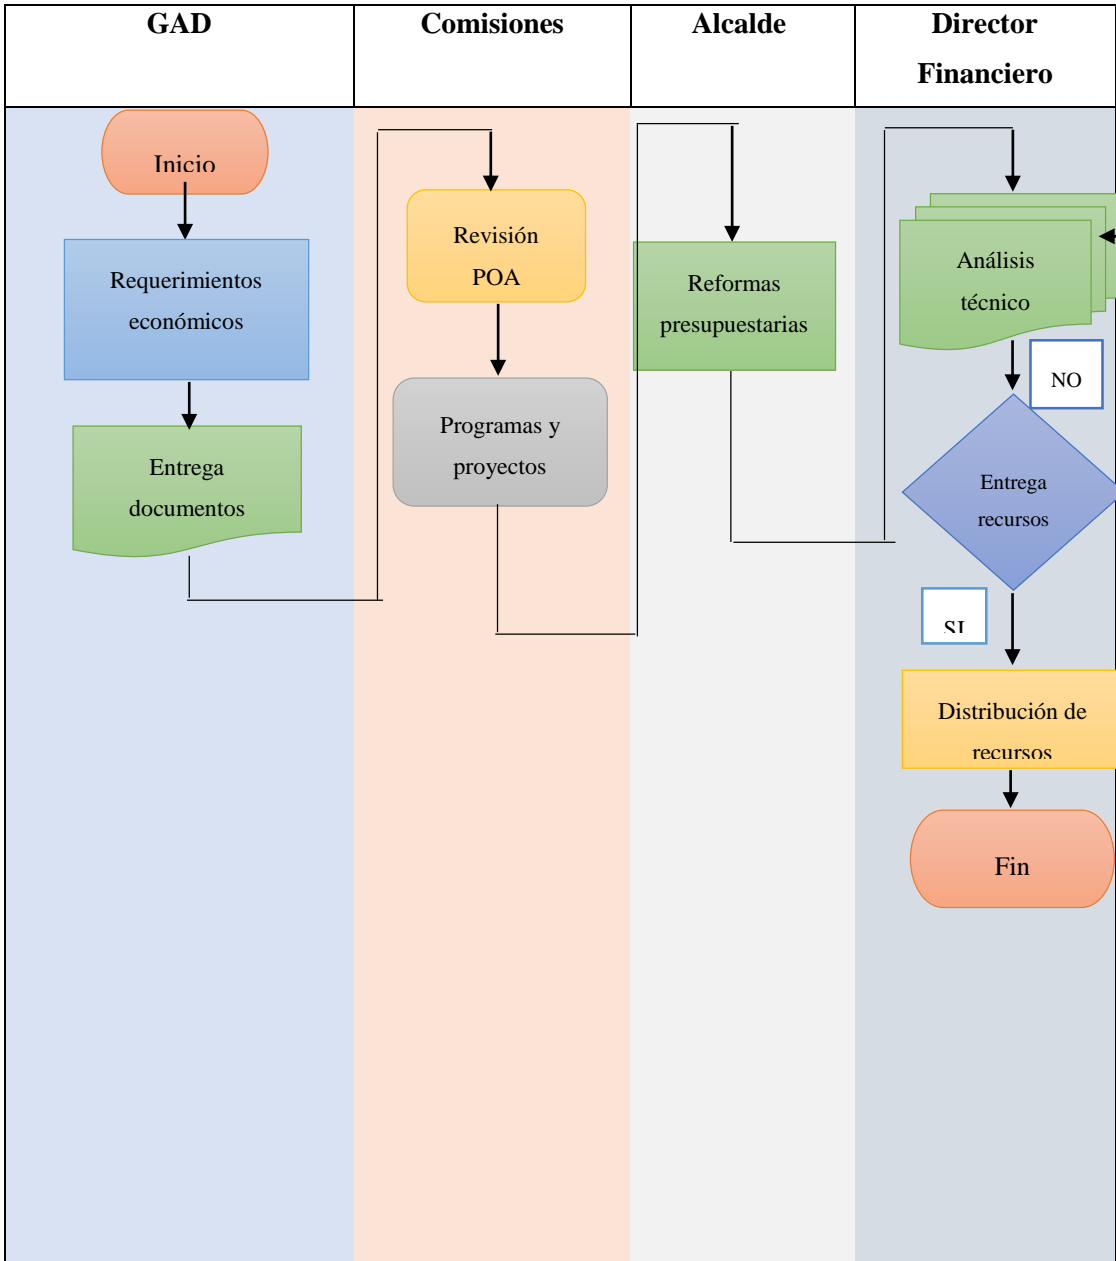 GAD
Comisiones
Alcalde
Director
Financiero
Inicio
Requerimientos
económicos
Entrega
documentos
Revisión
POA
Programas y
proyectos
Reformas
presupuestarias
Análisis
técnico
NO
Entrega
recursos
SI
Distribución de
recursos
Fin